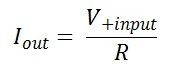 I_out = V_+input / R